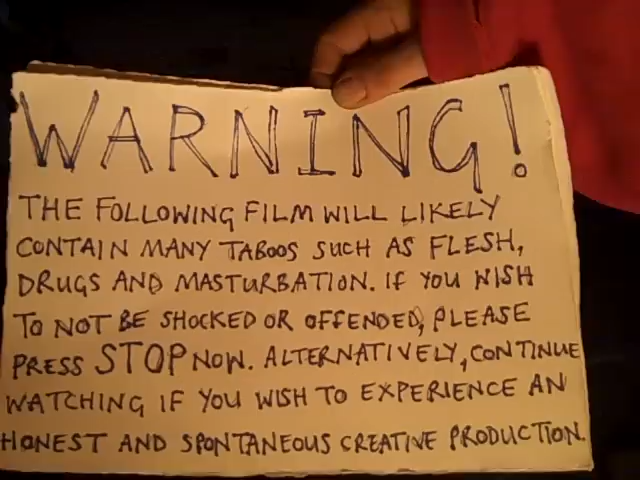 WARNING!
THE FOLLOWING FILM WILL LIKELY
CONTAIN MANY TABOOS SUCH AS FLESH,
DRUGS AND MASTURBATION. IF YOU WISH
TO NOT BE SHOCKED OR OFFENDED, PLEASE
PRESS STOP NOW. ALTERNATIVELY, CONTINUE
WATCHING IF YOU WISH TO EXPERIENCE AN
HONEST AND SPONTANEOUS CREATIVE PRODUCTION.